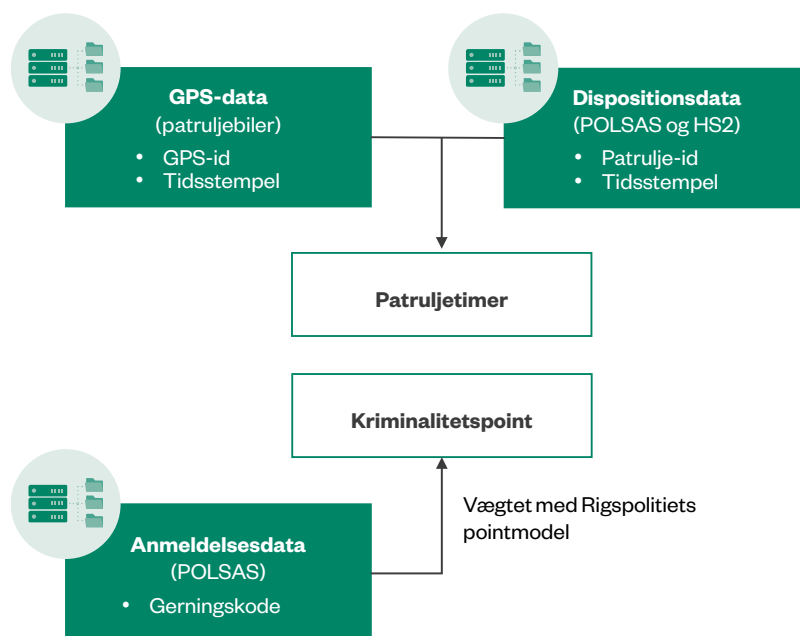 GPS-data
(patruljebiler)
• GPS-id
• Tidsstempel
Dispositionsdata
(POLSAS og HS2)
• Patrulje-id
• Tidsstempel
Patruljetimer
Kriminalitetspoint
Vægtet med Rigspolitiets
pointmodel
Anmeldelsesdata
(POLSAS)
• Gerningskode